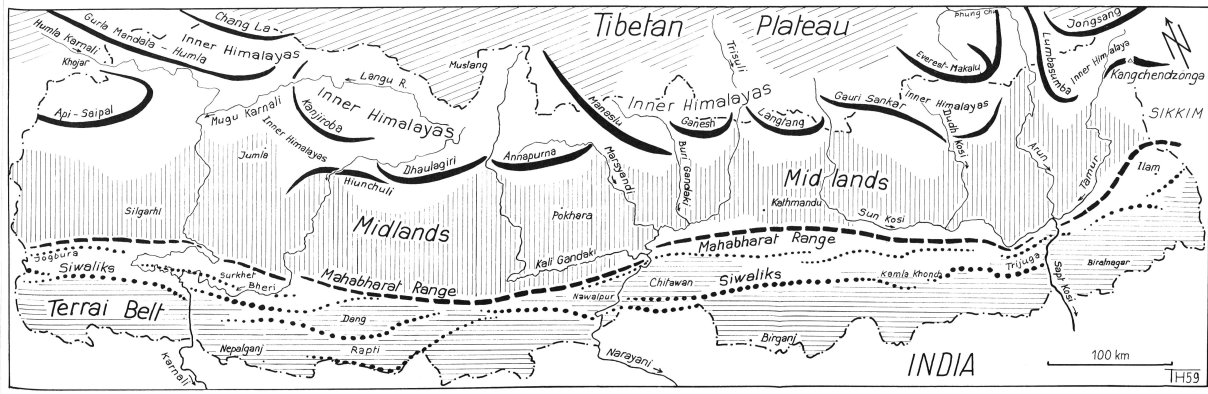 Tibetan Plateau
Gurla Mandata - Humla
Chang La
Humla Karnali
Khojar
Inner Himalayas
Mustang
Trisuli
Phung Chu
Jongsang
Lumbasumba
Inner Himalaya
Everest-Makalu
Kangchendzonga
SIKKIM
Api-Saipal
Langu R.
Mugu Karnali
Inner Himalayas
Kanjiroba
Manaslu
Inner Himalayas
Ganesh
Langtang
Gauri Sankar
Inner Himalayas
Dudh Kosi
Jumla
Inner Himalayas
Hiunchuli
Dhaulagiri
Annapurna
Marsyandi
Buri Gandaki
Arun
Tamur
Ilam
Midlands
Silgarhi
Midlands
Pokhara
Kathmandu
Sun Kosi
Jogbura
Siwaliks
Surkhet
Bheri
Mahabharat Range
Kali Gandaki
Mahabharat Range
Trijuga
Biratnagar
Terrai Belt
Dang
Nawalpur
Chitawan
Siwaliks
Kamla Khonch
Sapt Kosi
Nepalganj
Rapti
Birganj
Karnali
Narayani
INDIA
100 km
TH59
N